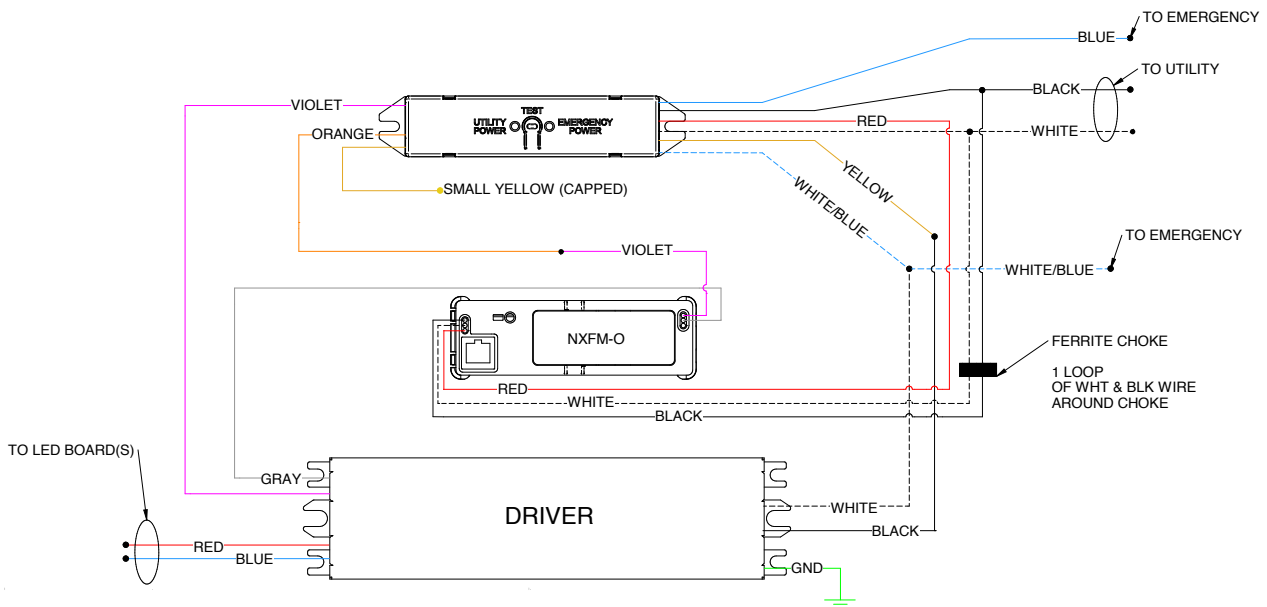 TO EMERGENCY
BLUE
TO UTILITY
BLACK
VIOLET
TEST
UTILITY POWER
EMERGENCY POWER
RED
ORANGE
WHITE
YELLOW
SMALL YELLOW (CAPPED)
WHITE/BLUE
TO EMERGENCY
VIOLET
WHITE/BLUE
NXFM-O
FERRITE CHOKE
1 LOOP
OF WHT & BLK WIRE
AROUND CHOKE
RED
WHITE
BLACK
TO LED BOARD(S)
GRAY
DRIVER
WHITE
BLACK
RED
BLUE
GND